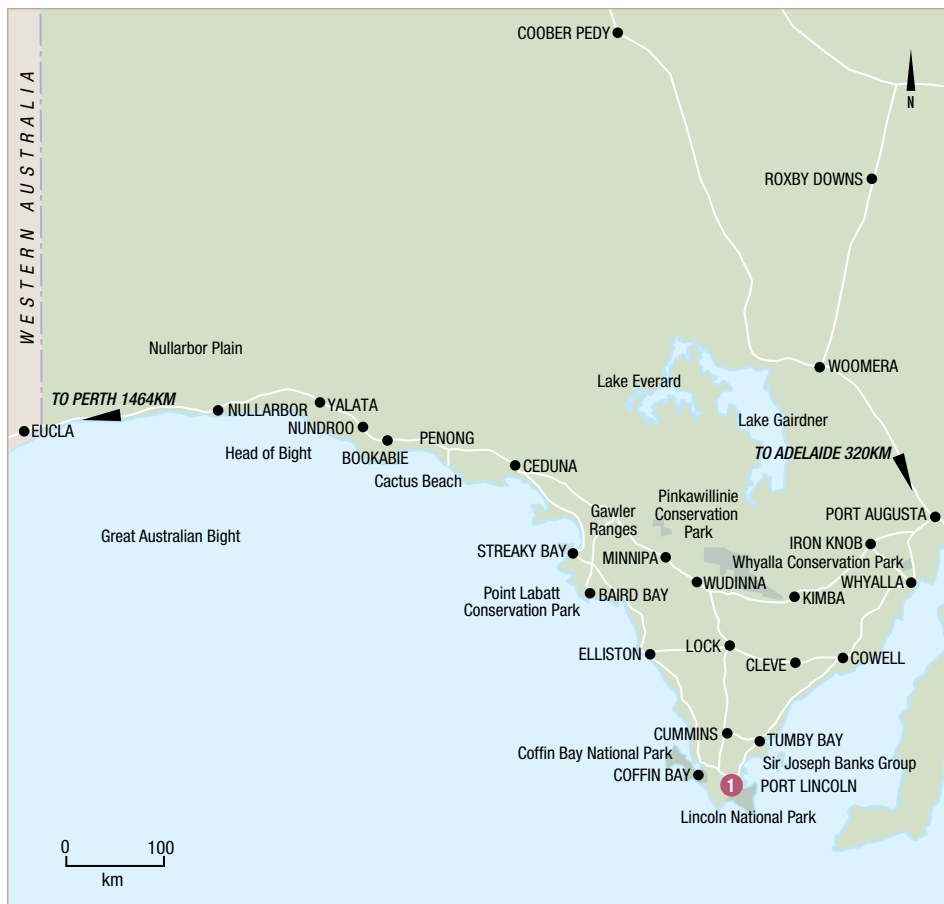 COOBER PEDY
WESTERN AUSTRALIA
N
ROXBY DOWNS
Nullarbor Plain
WOOMERA
Lake Everard
Lake Gairdner
TO PERTH 1464KM
NULLARBOR
YALATA
EUCLA
NUNDROO
Head of Bight
BOOKABIE
PENONG
Cactus Beach
CEDUNA
TO ADELAIDE 320KM
Great Australian Bight
Gawler
Ranges
Pinkawillinie
Conservation
Park
PORT AUGUSTA
IRON KNOB
STREAKY BAY
MINNIPA
Whyalla Conservation Park
WUDINNA
WHYALLA
Point Labatt
Conservation Park
BAIRD BAY
KIMBA
ELLISTON
LOCK
CLEVE
COWELL
CUMMINS
TUMBY BAY
Coffin Bay National Park
Sir Joseph Banks Group
COFFIN BAY
1
PORT LINCOLN
Lincoln National Park
0 100
km